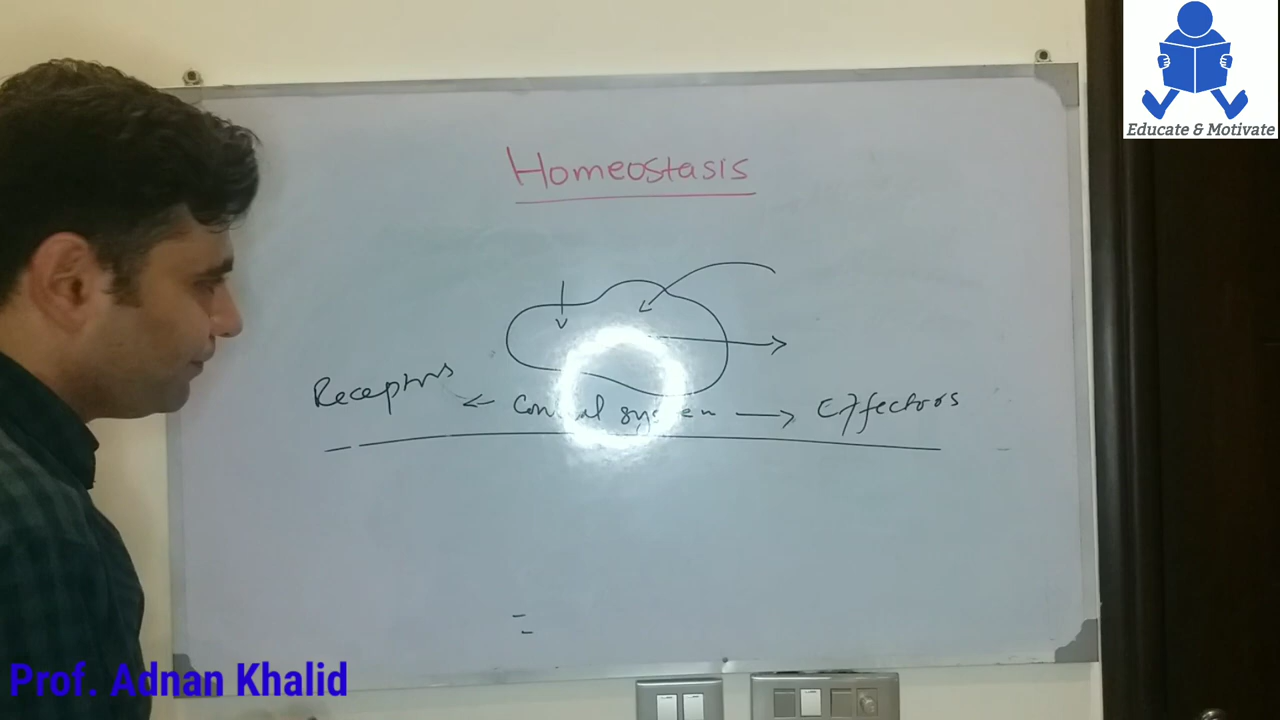 Educate & Motivate
Homeostasis
Receptors ← Control system → Effectors
Prof. Adnan Khalid